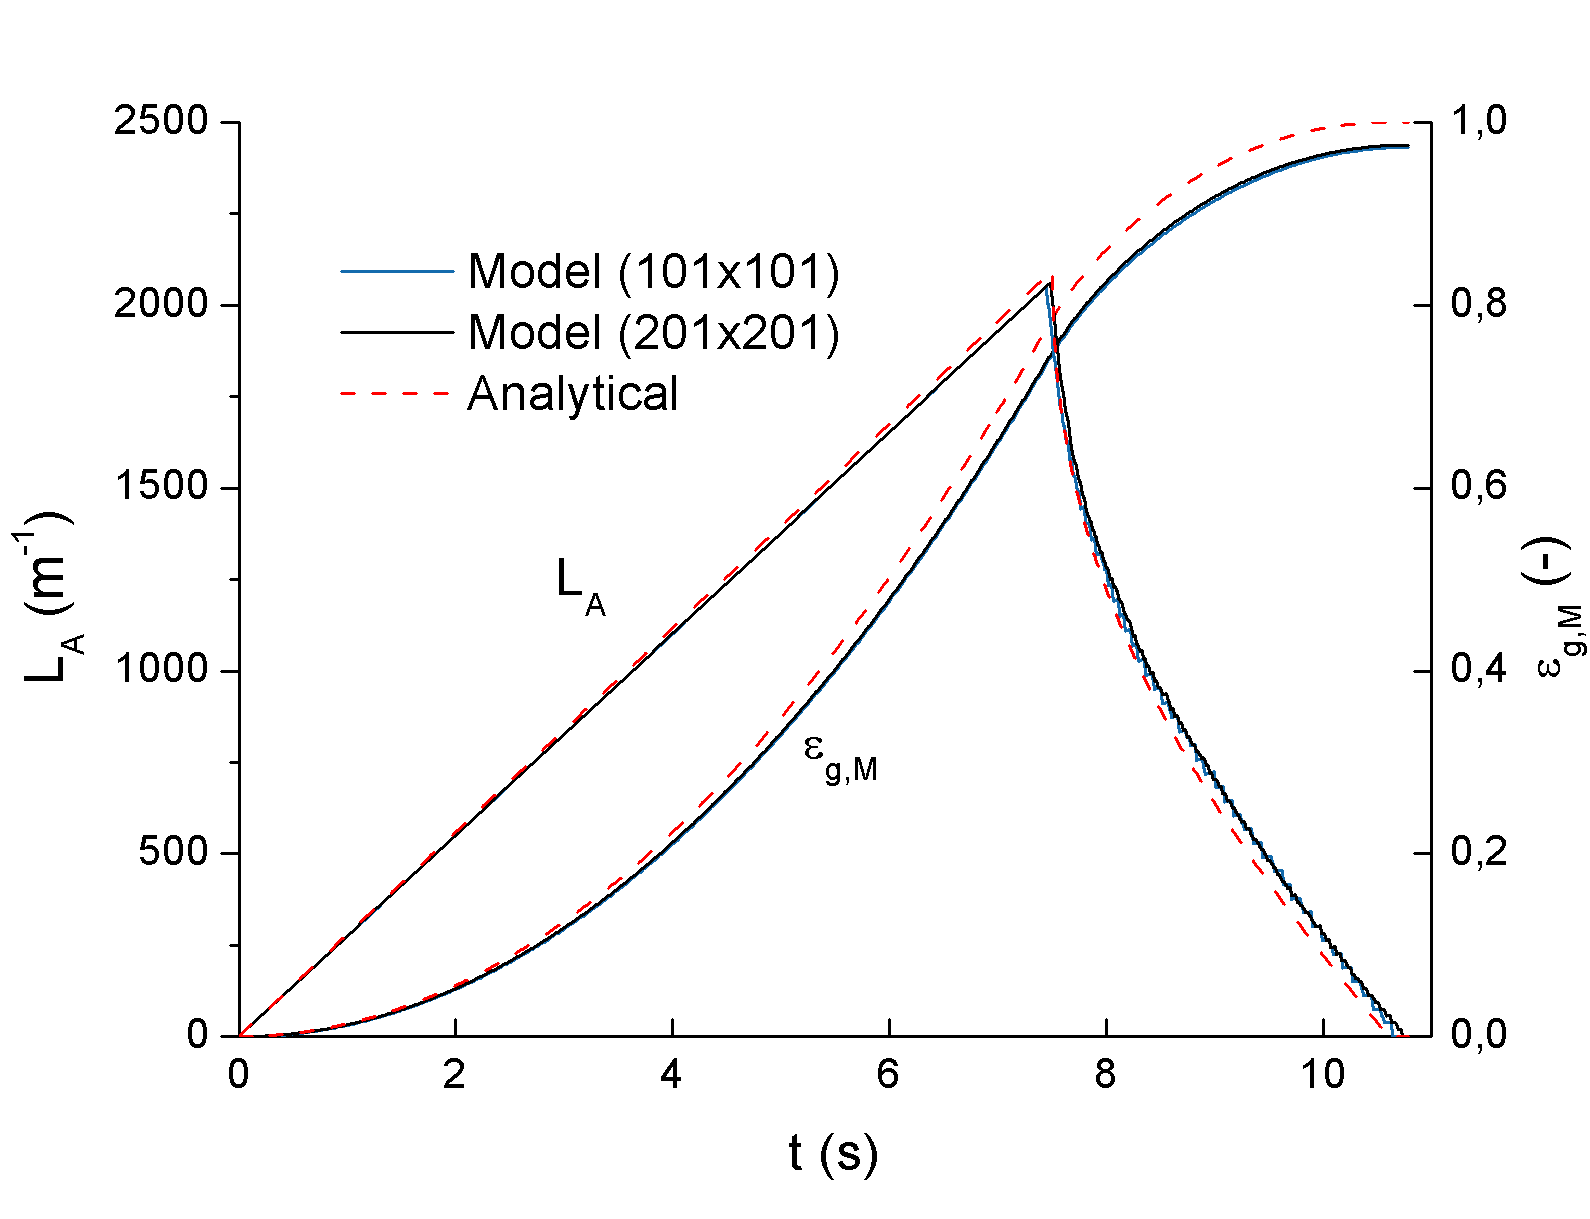 2500
2000
1500
1000
500
0
L_A (m^-1)
Model (101x101)
Model (201x201)
Analytical
L_A
ε_g,M
1,0
0,8
0,6
0,4
0,2
0,0
ε_g,M (-)
0 2 4 6 8 10
t (s)